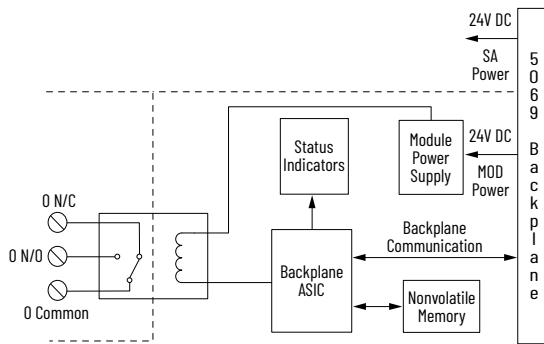 24V DC
SA
Power
5069 Backplane
Status
Indicators
Module
Power
Supply
24V DC
MOD
Power
0 N/C
0 N/O
0 Common
Backplane
Communication
Backplane
ASIC
Nonvolatile
Memory